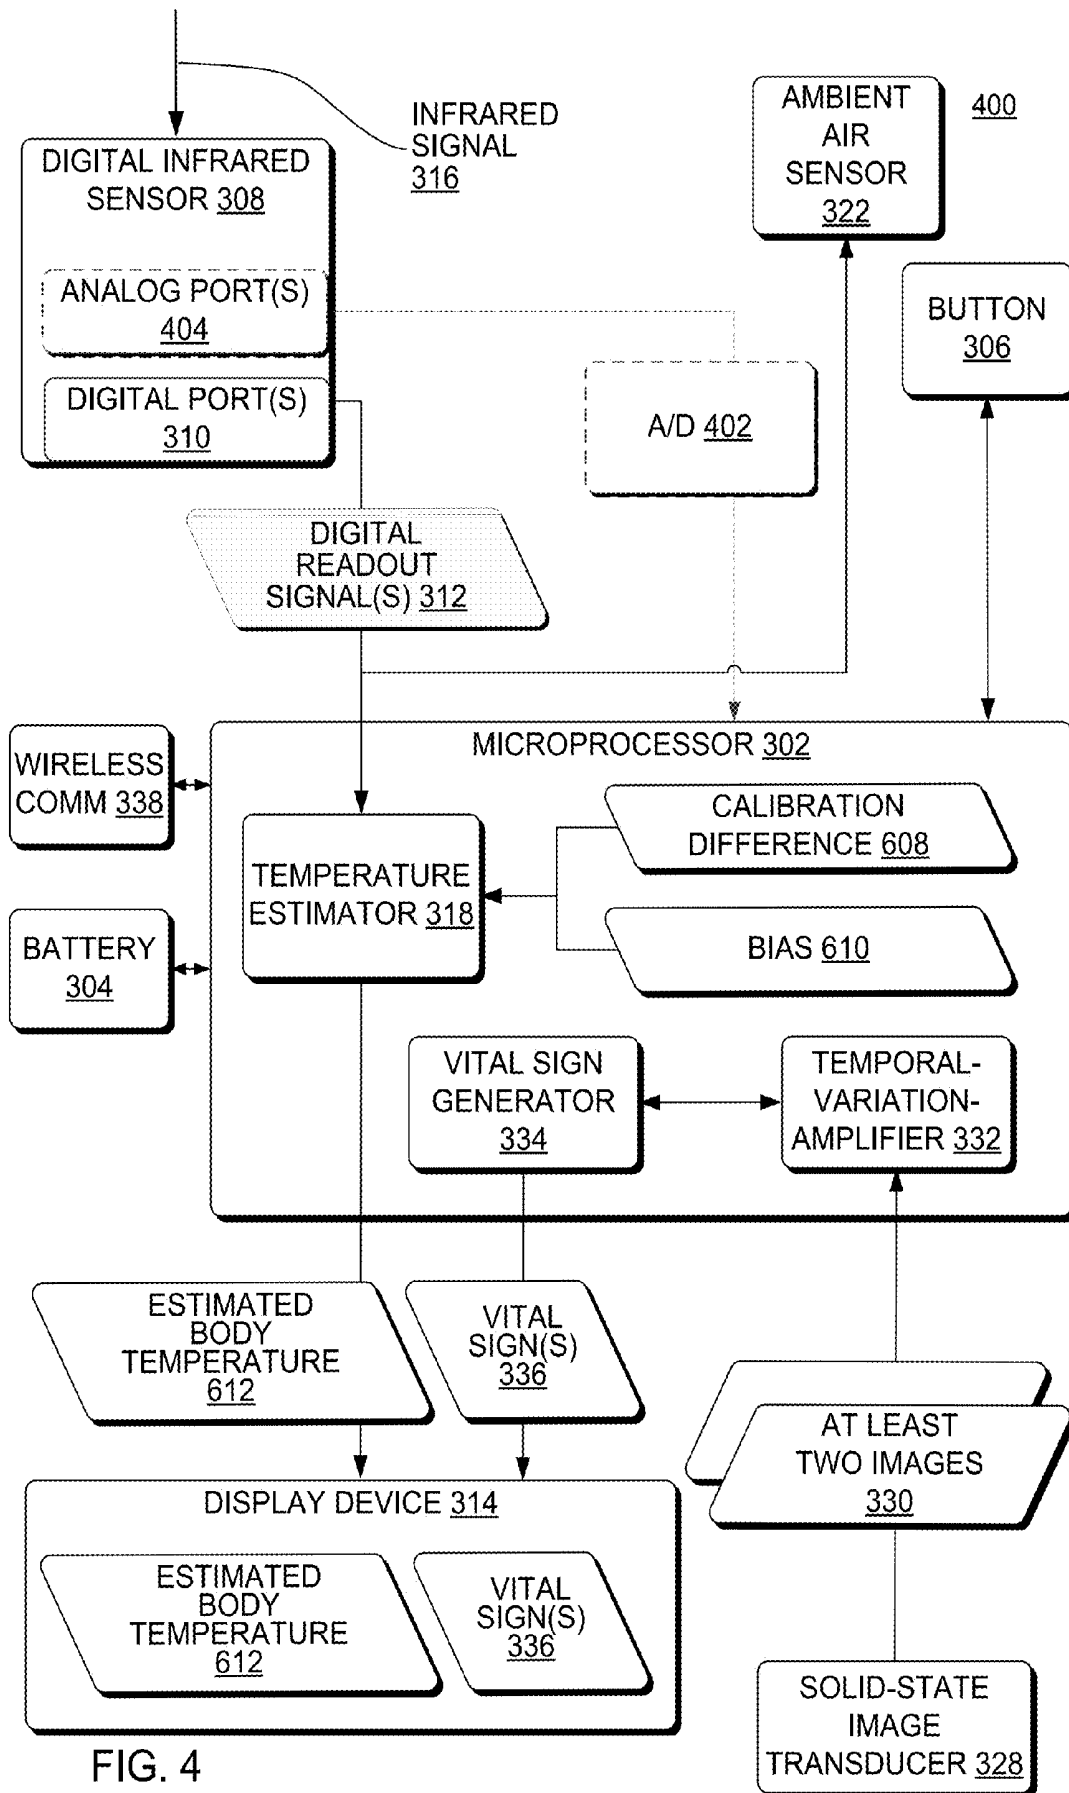 INFRARED
SIGNAL
316
AMBIENT
AIR
SENSOR
322
400
DIGITAL INFRARED
SENSOR 308
ANALOG PORT(S)
404
DIGITAL PORT(S)
310
BUTTON
306
A/D 402
DIGITAL
READOUT
SIGNAL(S) 312
MICROPROCESSOR 302
WIRELESS
COMM 338
CALIBRATION
DIFFERENCE 608
TEMPERATURE
ESTIMATOR 318
BATTERY
304
BIAS 610
VITAL SIGN
GENERATOR
334
TEMPORAL-
VARIATION-
AMPLIFIER 332
ESTIMATED
BODY
TEMPERATURE
612
VITAL
SIGN(S)
336
AT LEAST
TWO IMAGES
330
DISPLAY DEVICE 314
ESTIMATED
BODY
TEMPERATURE
612
VITAL
SIGN(S)
336
SOLID-STATE
IMAGE
TRANSDUCER 328
FIG. 4